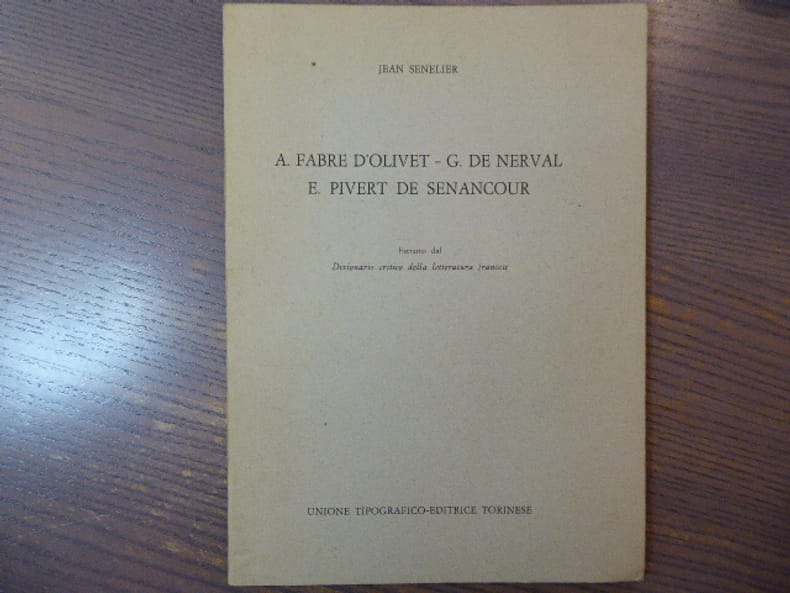 JEAN SENELIER
A. FABRE D'OLIVET - G. DE NERVAL
E. PIVERT DE SENANCOUR
Estratto dal
Dizionario critico della letteratura francese
UNIONE TIPOGRAFICO-EDITRICE TORINESE